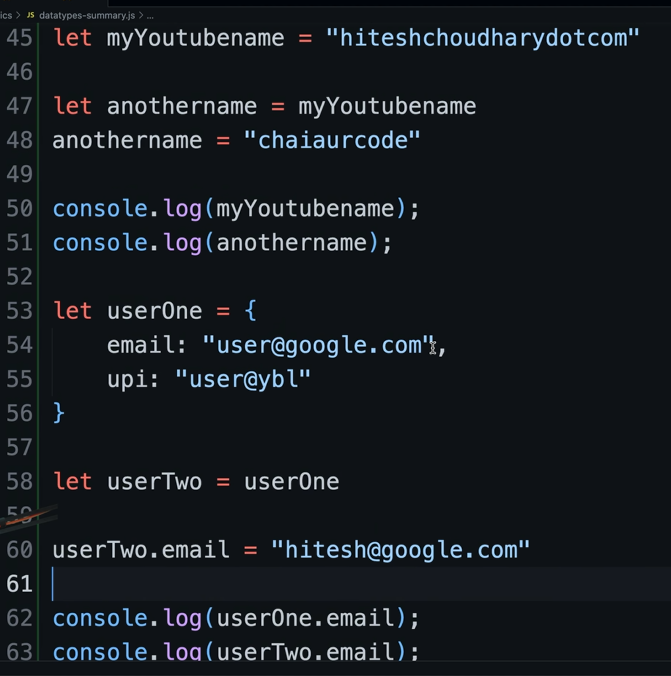 ics > JS datatypes-summary.js > ...
45 let myYoutubename = "hiteshchoudharydotcom"
46
47 let anothername = myYoutubename
48 anothername = "chaiaurcode"
49
50 console.log(myYoutubename);
51 console.log(anothername);
52
53 let userOne = {
54 email: "user@google.com",
55 upi: "user@ybl"
56 }
57
58 let userTwo = userOne
59
60 userTwo.email = "hitesh@google.com"
61
62 console.log(userOne.email);
63 console.log(userTwo.email);